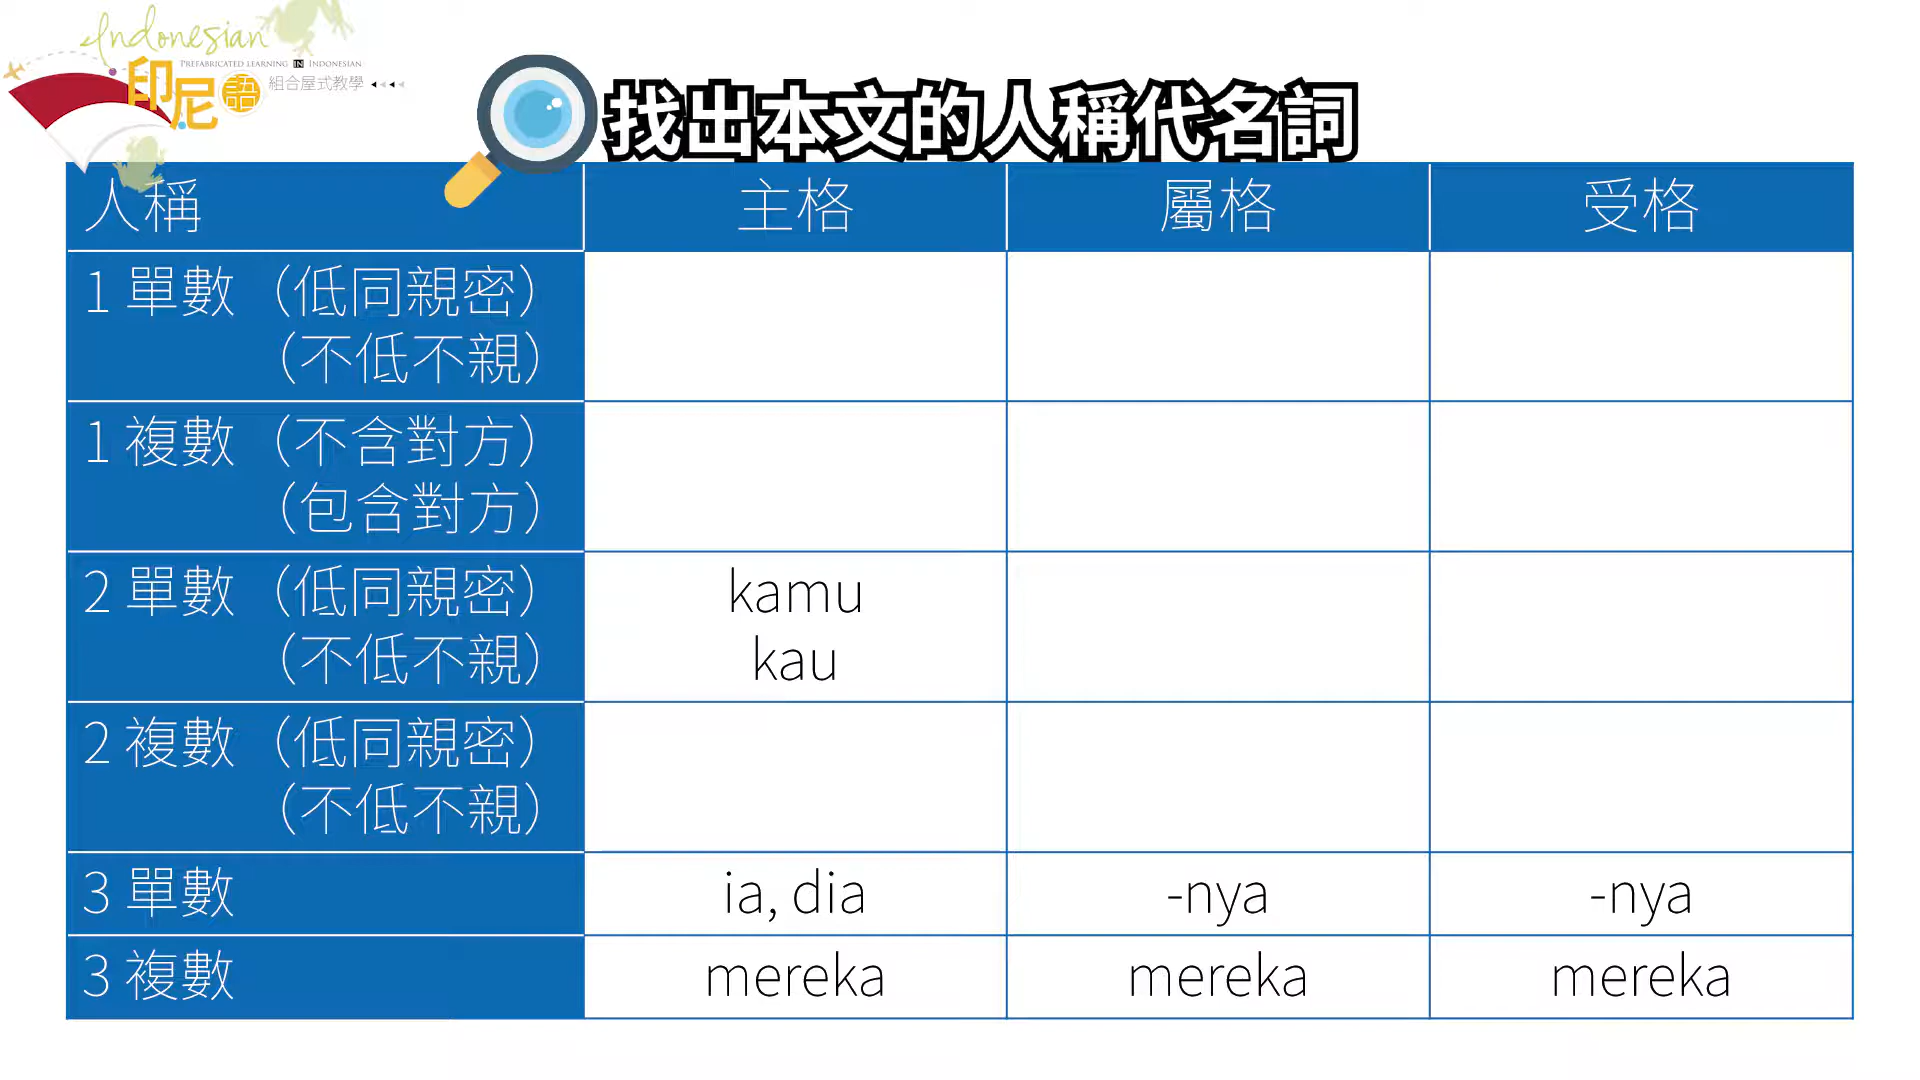 Indonesian
PREFABRICATED LEARNING IN INDONESIAN
印尼語 組合屋式教學
找出本文的人稱代名詞
人稱 主格 屬格 受格
1 單數（低同親密）
（不低不親）
1 複數（不含對方）
（包含對方）
2 單數（低同親密） kamu
（不低不親） kau
2 複數（低同親密）
（不低不親）
3 單數 ia, dia -nya -nya
3 複數 mereka mereka mereka